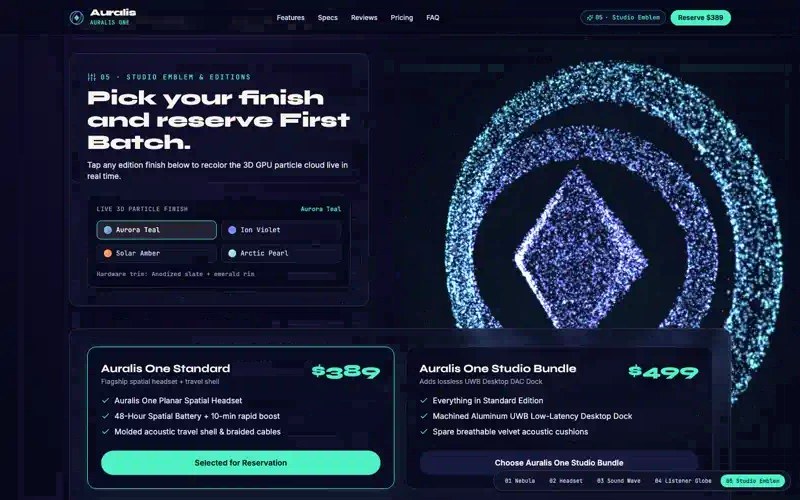 Auralis
AURALIS ONE
Features
Specs
Reviews
Pricing
FAQ
05 · Studio Emblem
Reserve $389
05 · STUDIO EMBLEM & EDITIONS
Pick your finish
and reserve First
Batch.
Tap any edition finish below to recolor the 3D GPU particle cloud live in
real time.
LIVE 3D PARTICLE FINISH
Aurora Teal
Aurora Teal
Ion Violet
Solar Amber
Arctic Pearl
Hardware trim: Anodized slate + emerald rim
Auralis One Standard
$389
Flagship spatial headset + travel shell
Auralis One Planar Spatial Headset
48-Hour Spatial Battery + 10-min rapid boost
Molded acoustic travel shell & braided cables
Selected for Reservation
Auralis One Studio Bundle
$499
Adds lossless UWB Desktop DAC Dock
Everything in Standard Edition
Machined Aluminum UWB Low-Latency Desktop Dock
Spare breathable velvet acoustic cushions
Choose Auralis One Studio Bundle
01 Nebula
02 Headset
03 Sound Wave
04 Listener Globe
05 Studio Emblem